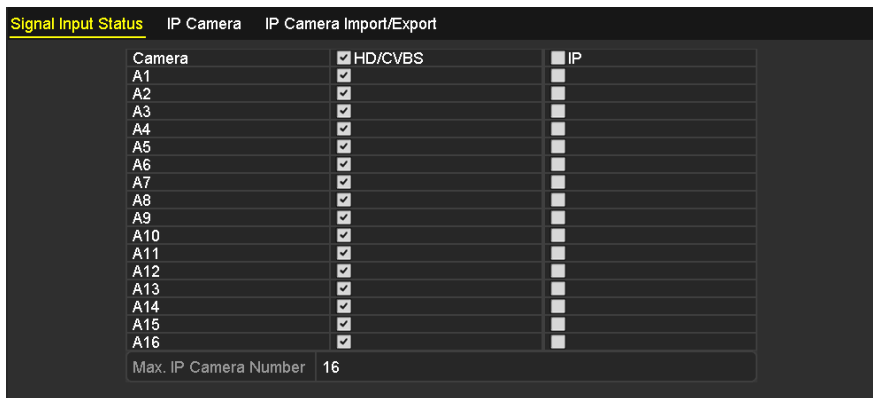 Signal Input Status IP Camera IP Camera Import/Export
Camera HD/CVBS IP
A1
A2
A3
A4
A5
A6
A7
A8
A9
A10
A11
A12
A13
A14
A15
A16
Max. IP Camera Number 16